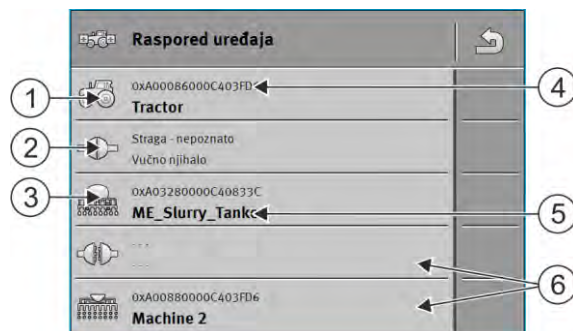 Raspored uređaja
1
0xA00086000C403FD
4
Tractor
2
Straga - nepoznato
Vučno njihalo
3
0xA03280000C40833C
ME_Slurry_Tank
5
- - -
- - -
6
0xA00880000C403FD6
Machine 2